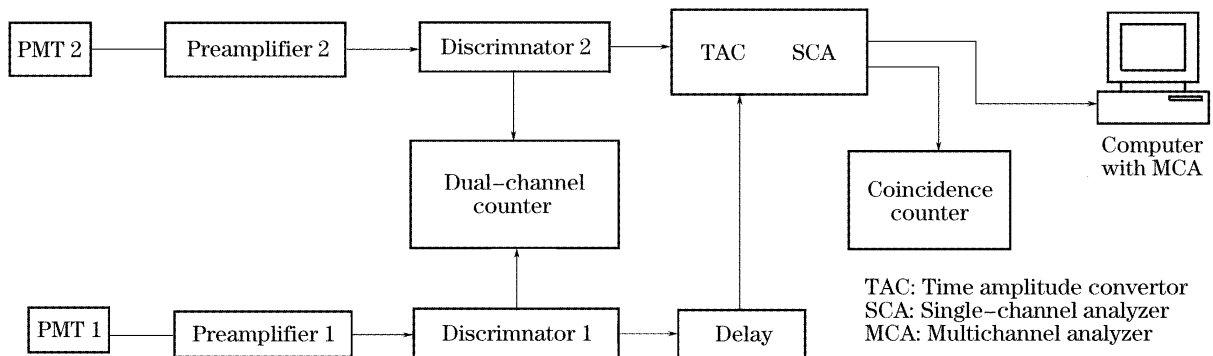 PMT 2
Preamplifier 2
Discrimnator 2
TAC SCA
Computer
with MCA
Dual-channel
counter
Coincidence
counter
PMT 1
Preamplifier 1
Discrimnator 1
Delay
TAC: Time amplitude convertor
SCA: Single-channel analyzer
MCA: Multichannel analyzer